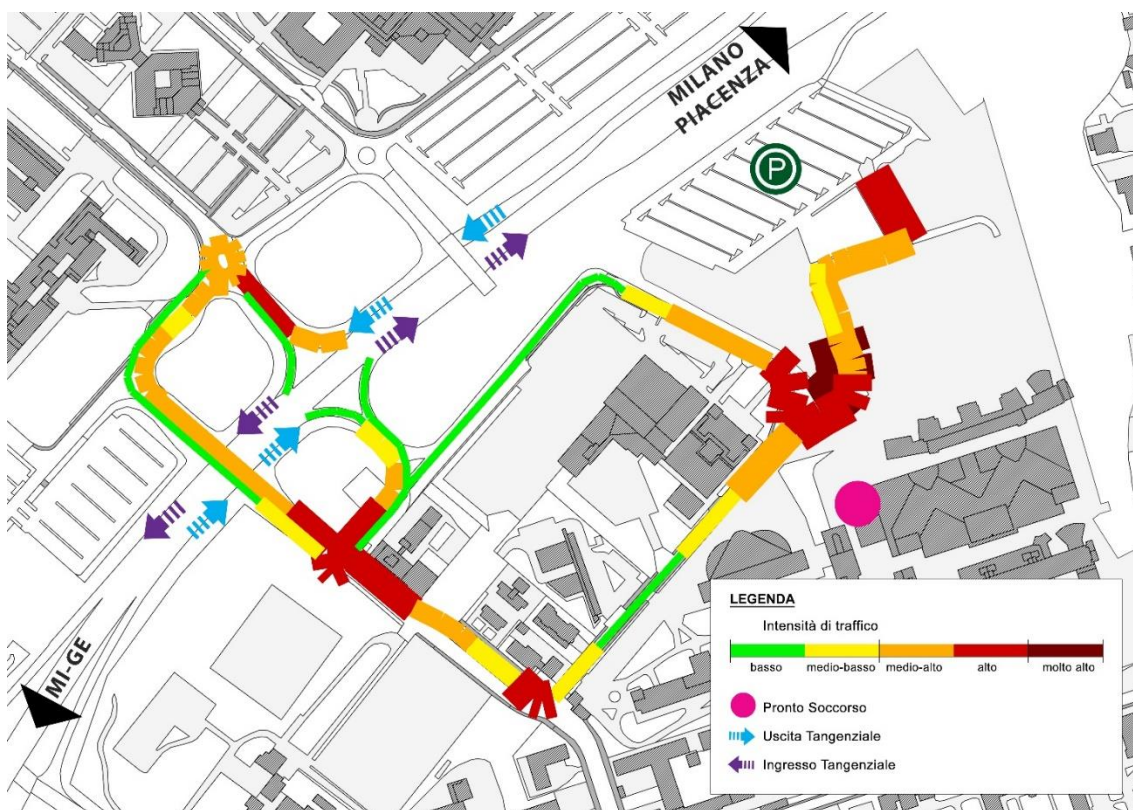 MILANO
PIACENZA
P
MI-GE
LEGENDA
Intensità di traffico
basso medio-basso medio-alto alto molto alto
Pronto Soccorso
Uscita Tangenziale
Ingresso Tangenziale